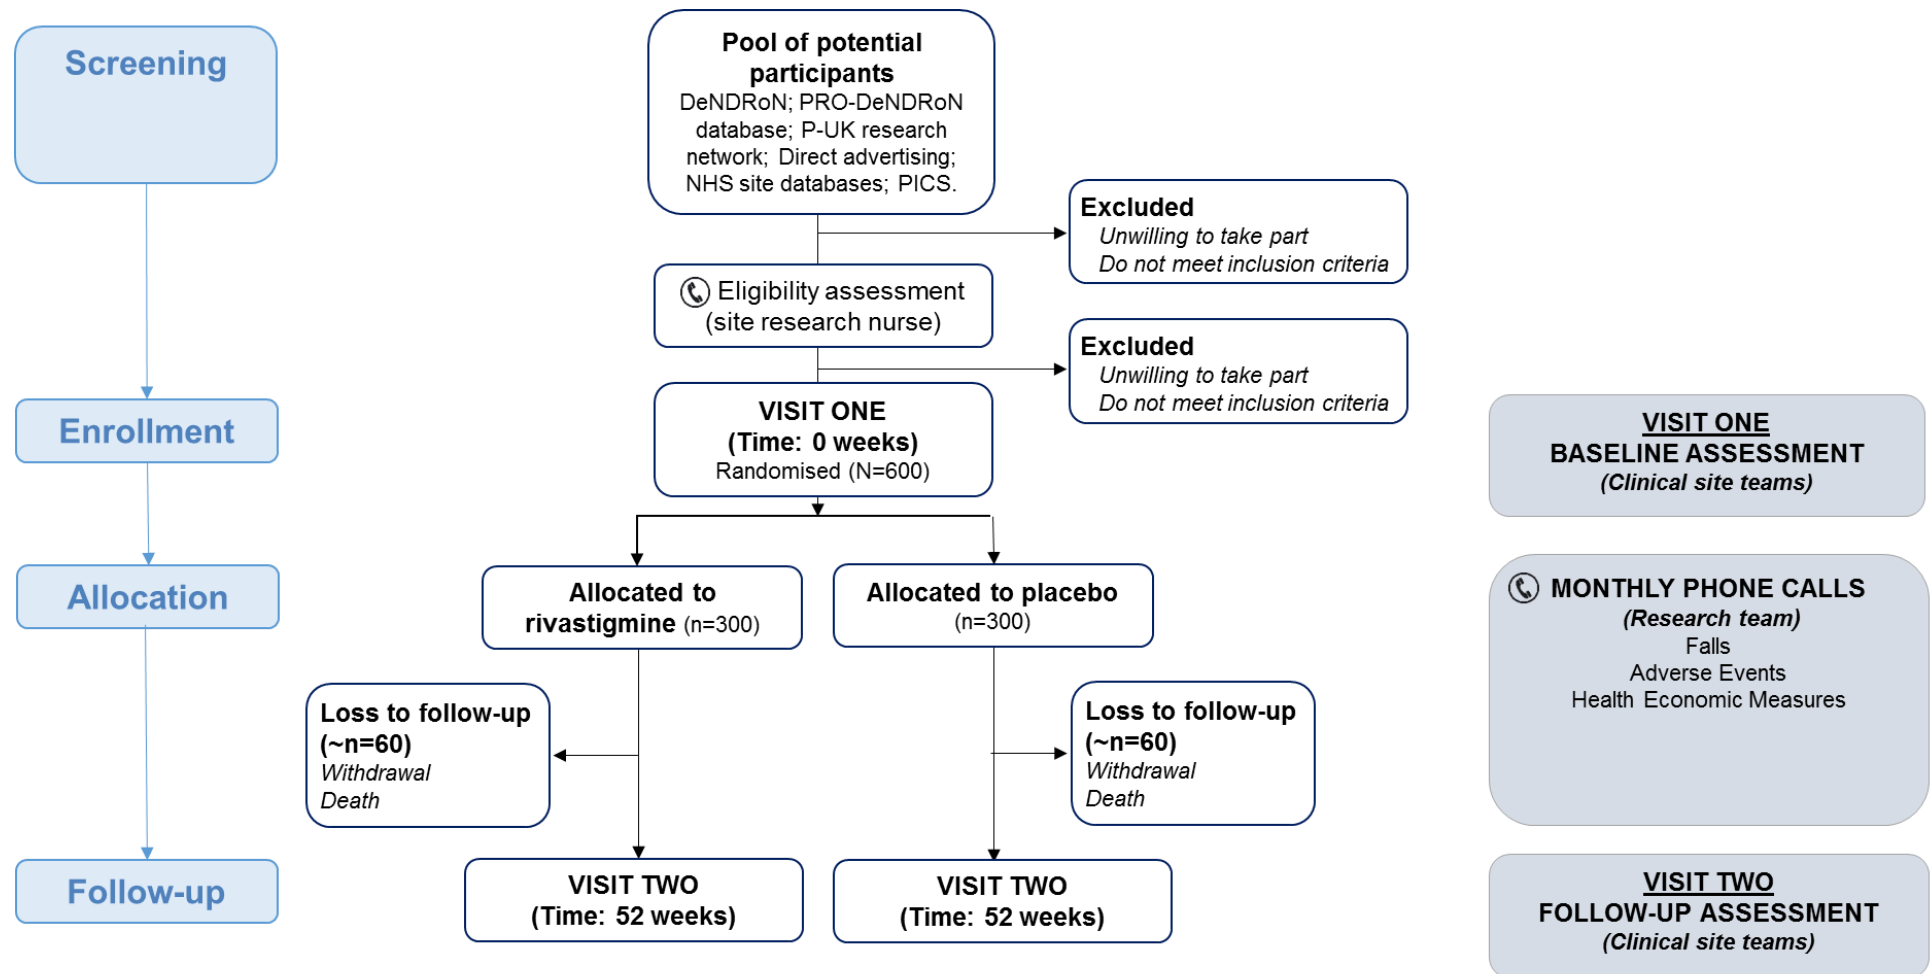 Screening
Pool of potential
participants
DeNDRoN; PRO-DeNDRoN
database; P-UK research
network; Direct advertising;
NHS site databases; PICS.
Excluded
Unwilling to take part
Do not meet inclusion criteria
Eligibility assessment
(site research nurse)
Excluded
Unwilling to take part
Do not meet inclusion criteria
Enrollment
VISIT ONE
(Time: 0 weeks)
Randomised (N=600)
VISIT ONE
BASELINE ASSESSMENT
(Clinical site teams)
Allocation
Allocated to
rivastigmine (n=300)
Allocated to placebo
(n=300)
MONTHLY PHONE CALLS
(Research team)
Falls
Adverse Events
Health Economic Measures
Loss to follow-up
(~n=60)
Withdrawal
Death
Loss to follow-up
(~n=60)
Withdrawal
Death
Follow-up
VISIT TWO
(Time: 52 weeks)
VISIT TWO
(Time: 52 weeks)
VISIT TWO
FOLLOW-UP ASSESSMENT
(Clinical site teams)